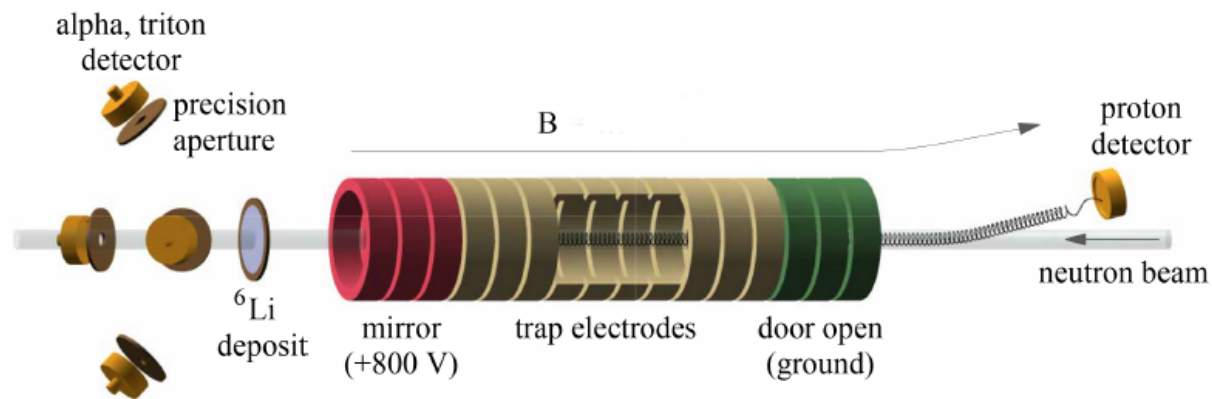 alpha, triton
detector
precision
aperture
B
proton
detector
neutron beam
⁶Li
deposit
mirror
(+800 V)
trap electrodes
door open
(ground)